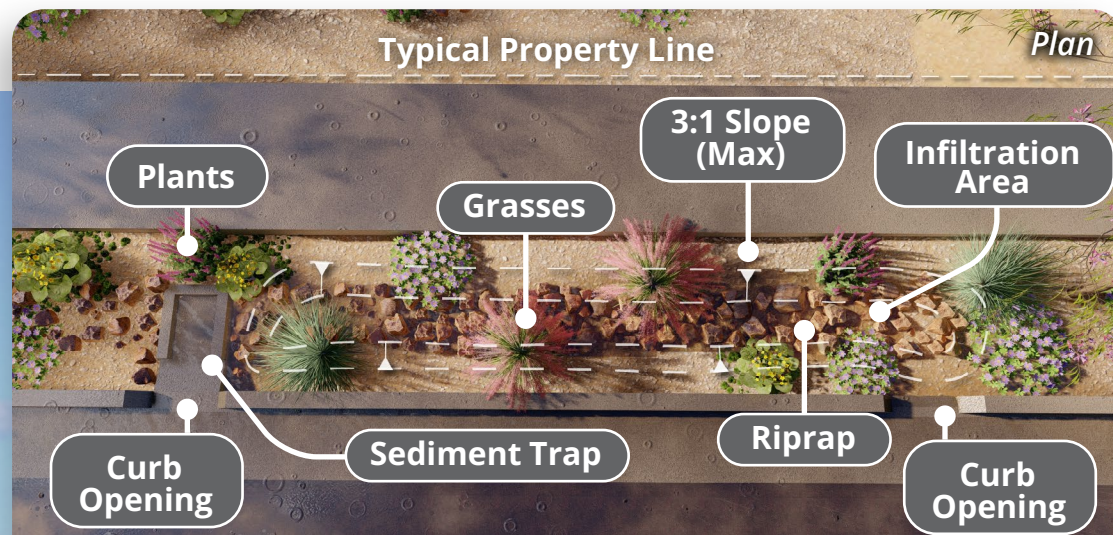 Typical Property Line
Plan
3:1 Slope
(Max)
Infiltration
Area
Plants
Grasses
Riprap
Sediment Trap
Curb
Opening
Curb
Opening